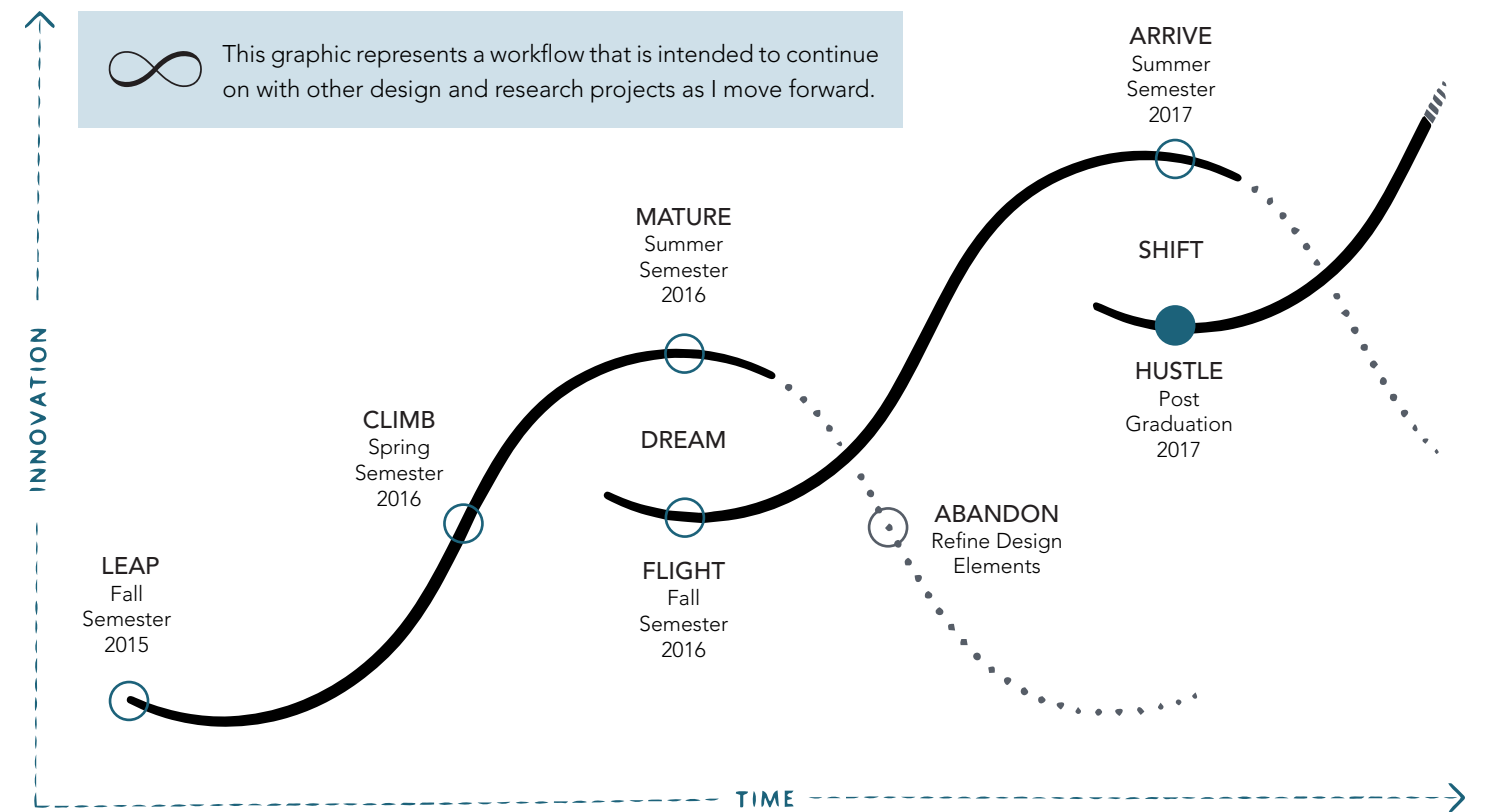 This graphic represents a workflow that is intended to continue
on with other design and research projects as I move forward.
ARRIVE
Summer
Semester
2017
MATURE
Summer
Semester
2016
SHIFT
INNOVATION
HUSTLE
Post
Graduation
2017
CLIMB
Spring
Semester
2016
DREAM
ABANDON
Refine Design
Elements
LEAP
Fall
Semester
2015
FLIGHT
Fall
Semester
2016
TIME